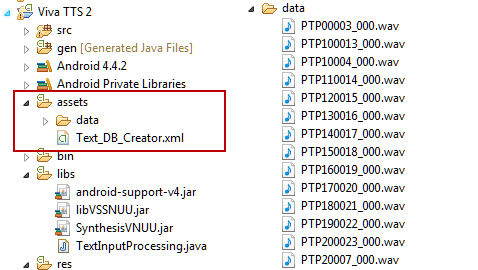 Viva TTS 2
src
gen [Generated Java Files]
Android 4.4.2
Android Private Libraries
assets
data
Text_DB_Creator.xml
bin
libs
android-support-v4.jar
libVSSNUU.jar
SynthesisVNUU.jar
TextInputProcessing.java
res
data
PTP00003_000.wav
PTP100013_000.wav
PTP10004_000.wav
PTP110014_000.wav
PTP120015_000.wav
PTP130016_000.wav
PTP140017_000.wav
PTP150018_000.wav
PTP160019_000.wav
PTP170020_000.wav
PTP180021_000.wav
PTP190022_000.wav
PTP200023_000.wav
PTP20007_000.wav